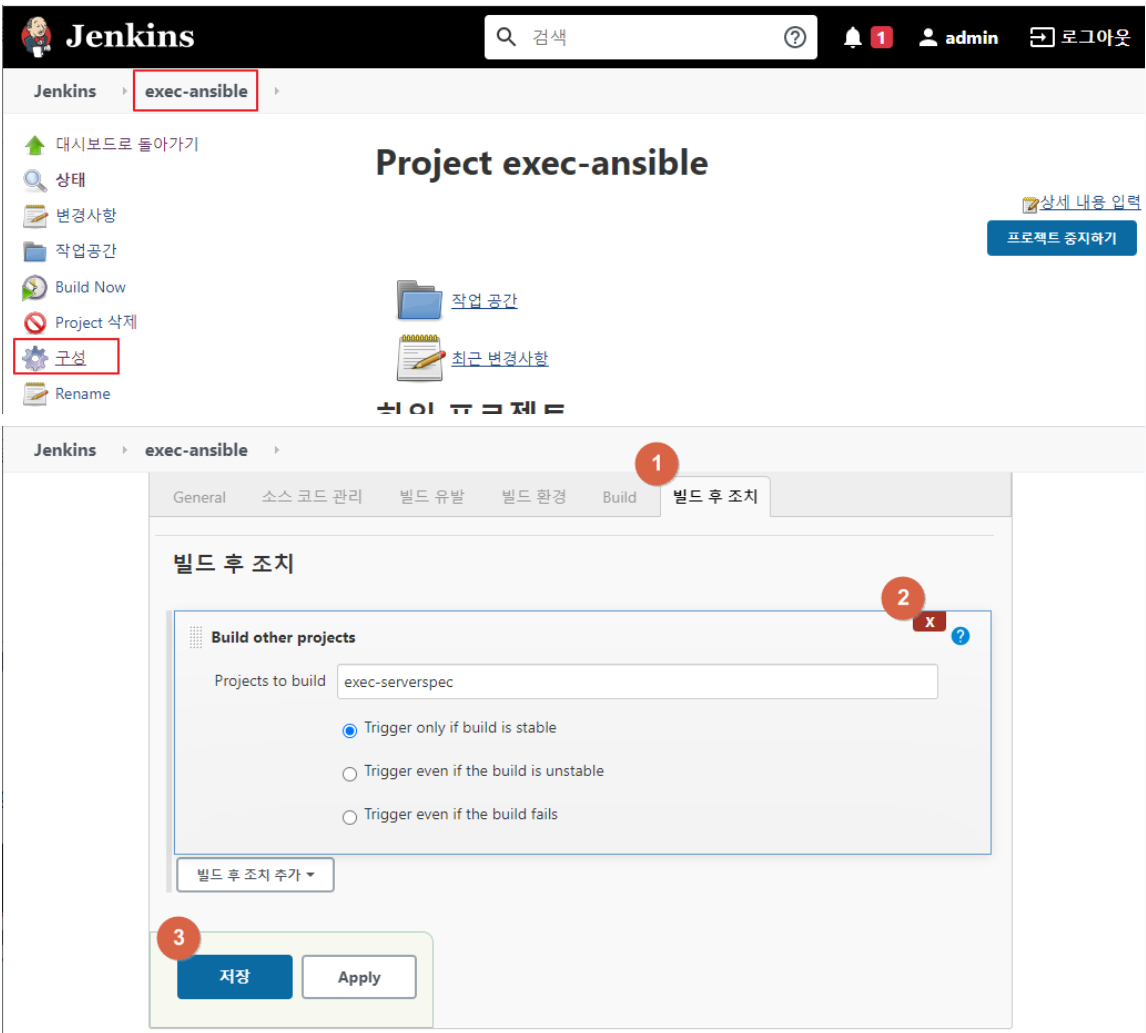 Jenkins
검색
1
admin
로그아웃
Jenkins
exec-ansible
대시보드로 돌아가기
상태
변경사항
작업공간
Build Now
Project 삭제
구성
Rename
Project exec-ansible
상세 내용 입력
프로젝트 중지하기
작업 공간
최근 변경사항
하위 프로젝트
Jenkins
exec-ansible
1
General 소스 코드 관리 빌드 유발 빌드 환경 Build 빌드 후 조치
빌드 후 조치
2
X
Build other projects
?
Projects to build exec-serverspec
Trigger only if build is stable
Trigger even if the build is unstable
Trigger even if the build fails
빌드 후 조치 추가
3
저장 Apply